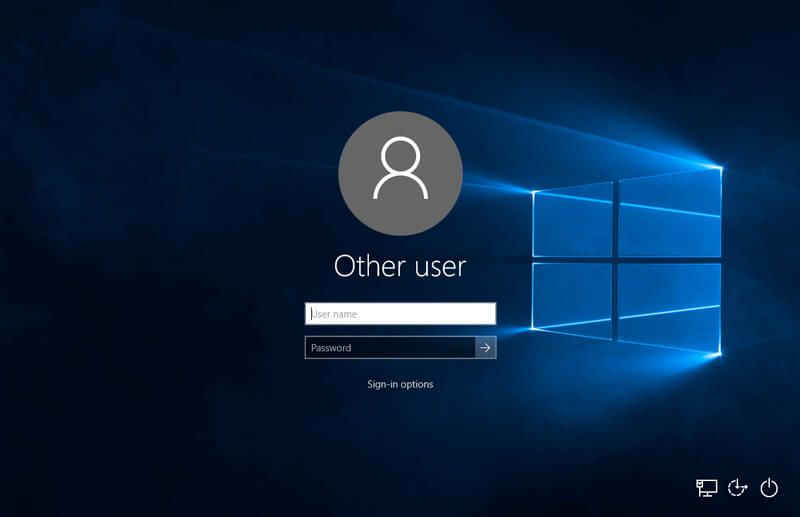 Other user
User name
Password
Sign-in options